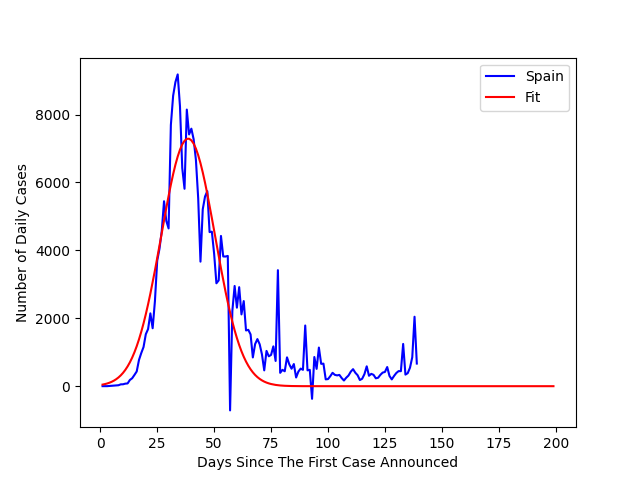 Spain
Fit
Number of Daily Cases
8000
6000
4000
2000
0
0 25 50 75 100 125 150 175 200
Days Since The First Case Announced